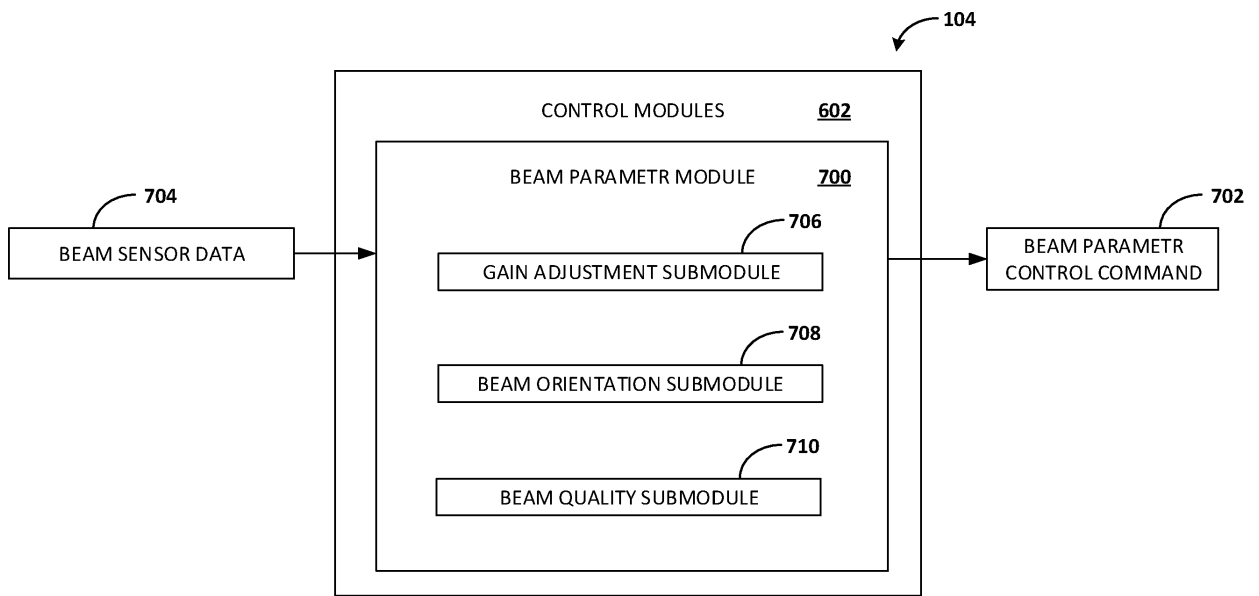 104
CONTROL MODULES 602
BEAM PARAMETR MODULE 700
704
BEAM SENSOR DATA
706
GAIN ADJUSTMENT SUBMODULE
708
BEAM ORIENTATION SUBMODULE
710
BEAM QUALITY SUBMODULE
702
BEAM PARAMETR
CONTROL COMMAND